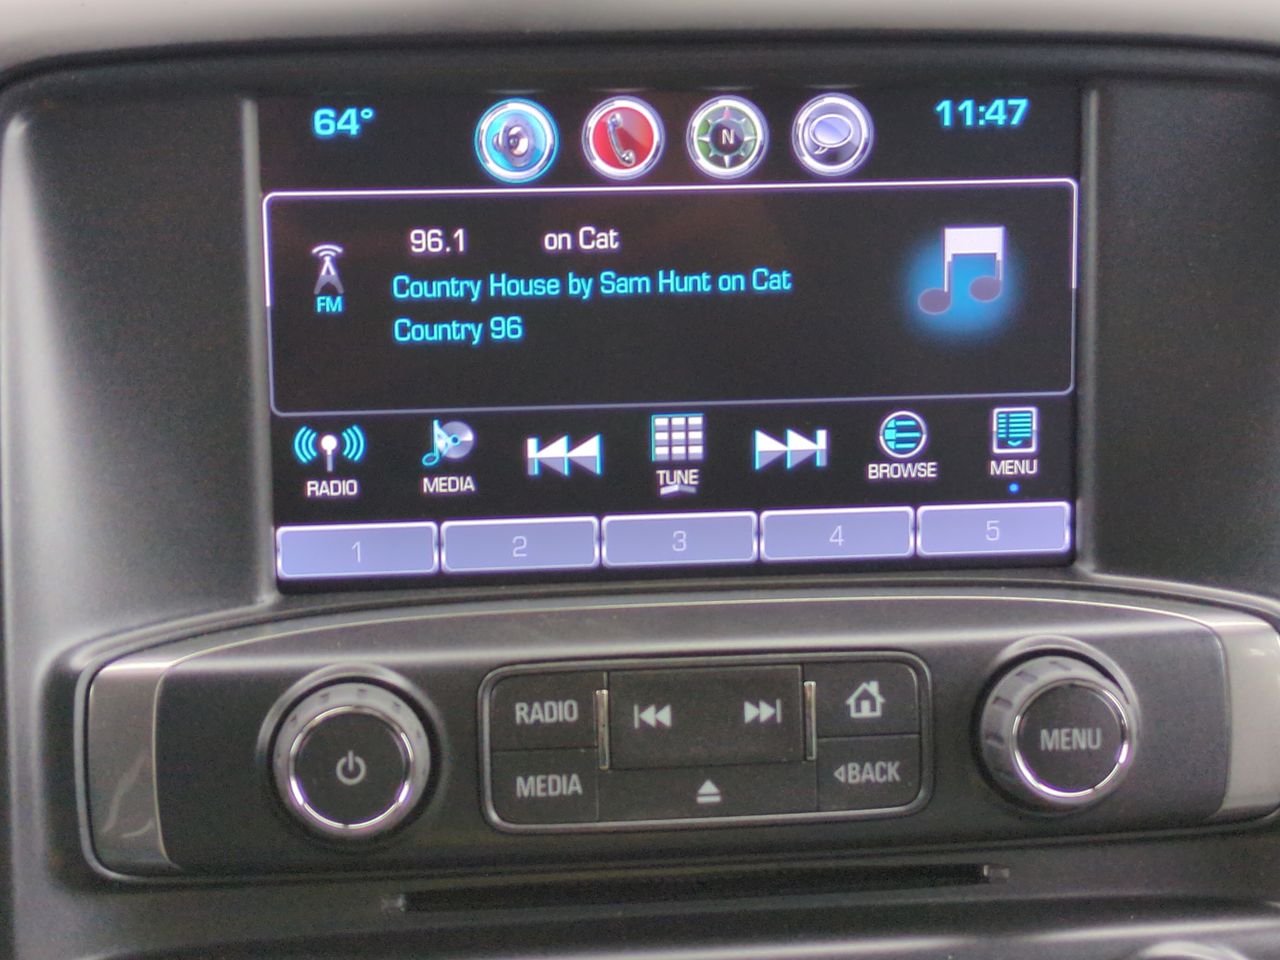 64° 11:47
N
96.1 on Cat
FM
Country House by Sam Hunt on Cat
Country 96
RADIO MEDIA TUNE BROWSE MENU
1 2 3 4 5
RADIO
MEDIA
BACK
MENU